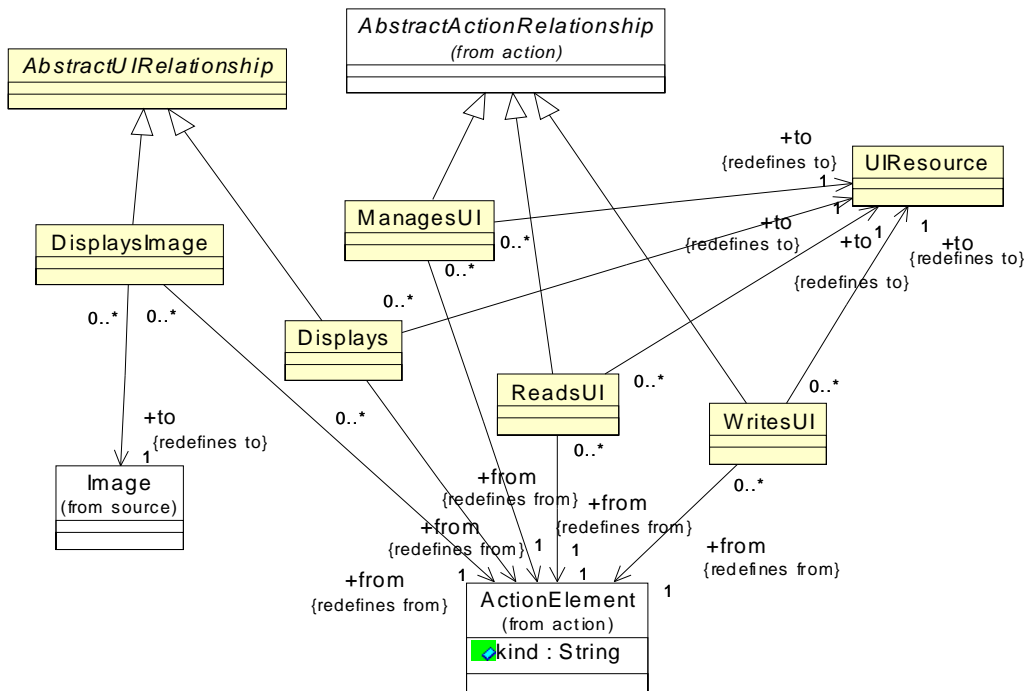 AbstractActionRelationship
(from action)
AbstractUIRelationship
+to
{redefines to}
UIResource
1
ManagesUI
0..*
0..*
+to
{redefines to}
1
+to
1
{redefines to}
1
+to
{redefines to}
DisplaysImage
0..*
0..*
Displays
0..*
0..*
ReadsUI
0..*
0..*
0..*
WritesUI
0..*
+to
{redefines to}
1
Image
(from source)
+from
{redefines from}
+from
{redefines from}
+from
{redefines from}
+from
{redefines from}
+from
{redefines from}
1
1
1
1
1
ActionElement
(from action)
kind : String